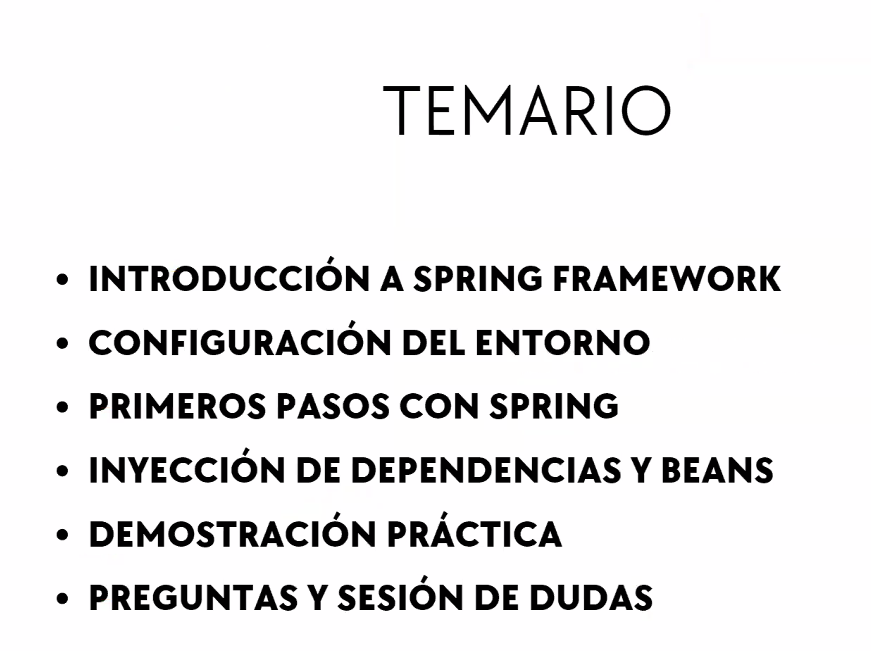 TEMARIO
• INTRODUCCIÓN A SPRING FRAMEWORK
• CONFIGURACIÓN DEL ENTORNO
• PRIMEROS PASOS CON SPRING
• INYECCIÓN DE DEPENDENCIAS Y BEANS
• DEMOSTRACIÓN PRÁCTICA
• PREGUNTAS Y SESIÓN DE DUDAS